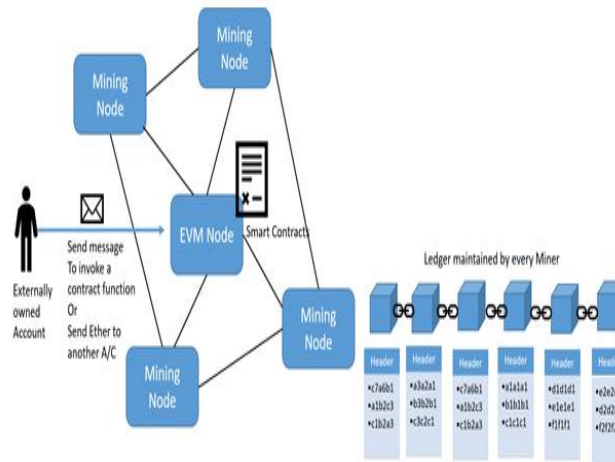 Mining
Node
Mining
Node
EVM Node
Smart Contracts
Send message
To invoke a
contract function
Or
Send Ether to
another A/C
Externally
owned
Account
Mining
Node
Mining
Node
Ledger maintained by every Miner
Header
•c7a6b1
•a1b2c3
•c1b2a3
Header
•a3a2a1
•b3b2b1
•c3c2c1
Header
•c7a6b1
•a1b2c3
•c1b2a3
Header
•a1a1a1
•b1b1b1
•c1c1c1
Header
•d1d1d1
•e1e1e1
•f1f1f1
Header